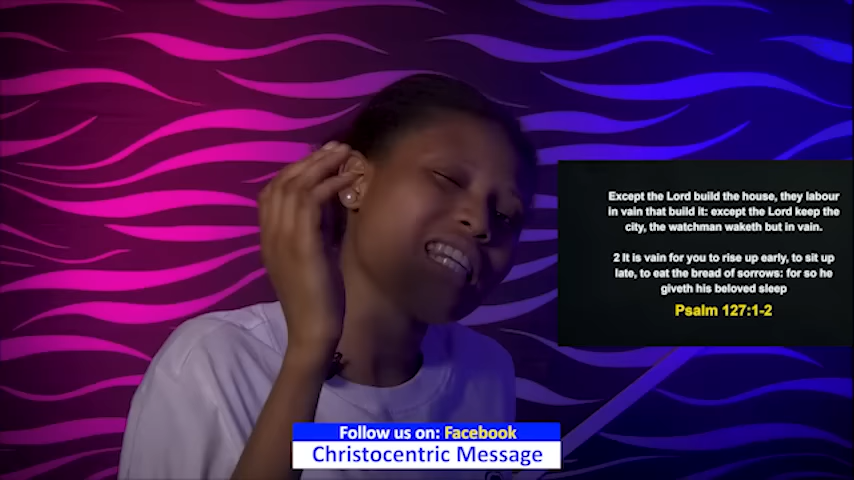 Except the Lord build the house, they labour
in vain that build it: except the Lord keep the
city, the watchman waketh but in vain.
2 It is vain for you to rise up early, to sit up
late, to eat the bread of sorrows: for so he
giveth his beloved sleep
Psalm 127:1-2
Follow us on: Facebook
Christocentric Message